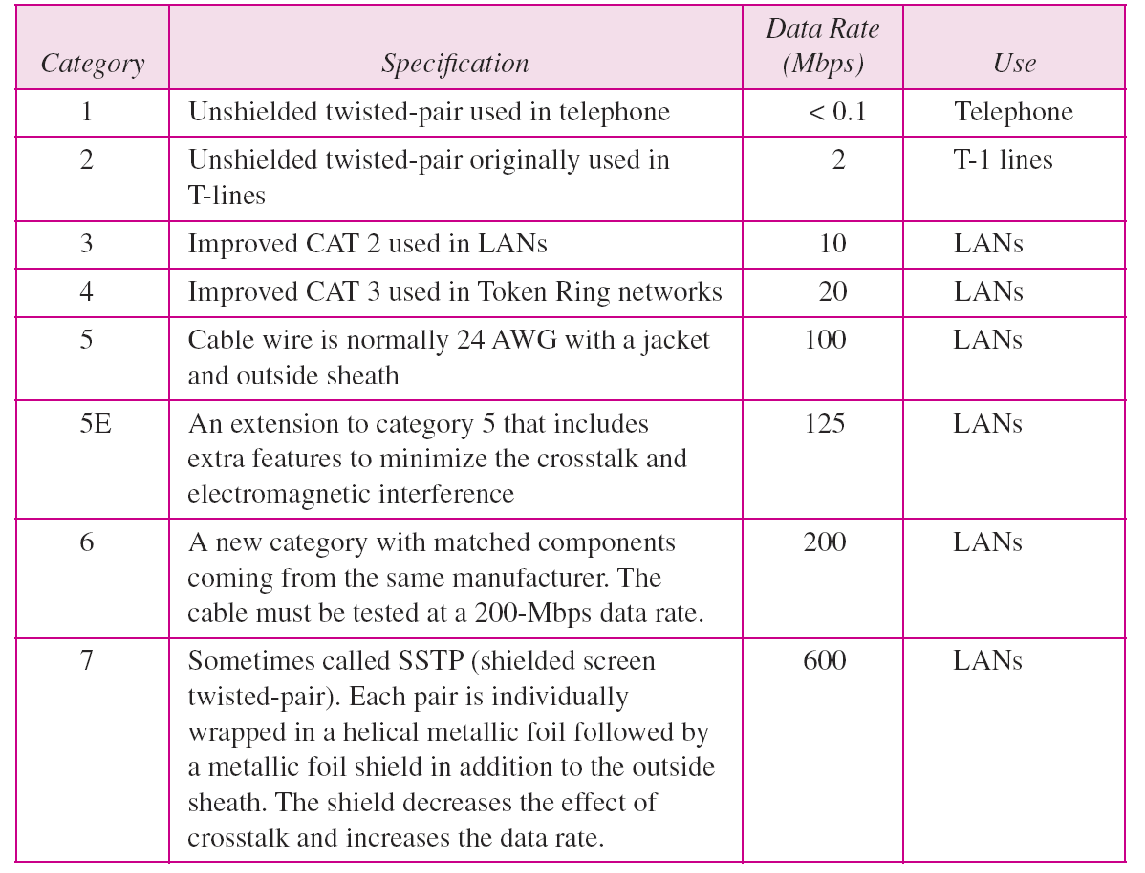 Category Specification Data Rate (Mbps) Use
1 Unshielded twisted-pair used in telephone < 0.1 Telephone
2 Unshielded twisted-pair originally used in 2 T-1 lines
T-lines
3 Improved CAT 2 used in LANs 10 LANs
4 Improved CAT 3 used in Token Ring networks 20 LANs
5 Cable wire is normally 24 AWG with a jacket 100 LANs
and outside sheath
5E An extension to category 5 that includes 125 LANs
extra features to minimize the crosstalk and
electromagnetic interference
6 A new category with matched components 200 LANs
coming from the same manufacturer. The
cable must be tested at a 200-Mbps data rate.
7 Sometimes called SSTP (shielded screen 600 LANs
twisted-pair). Each pair is individually
wrapped in a helical metallic foil followed by
a metallic foil shield in addition to the outside
sheath. The shield decreases the effect of
crosstalk and increases the data rate.